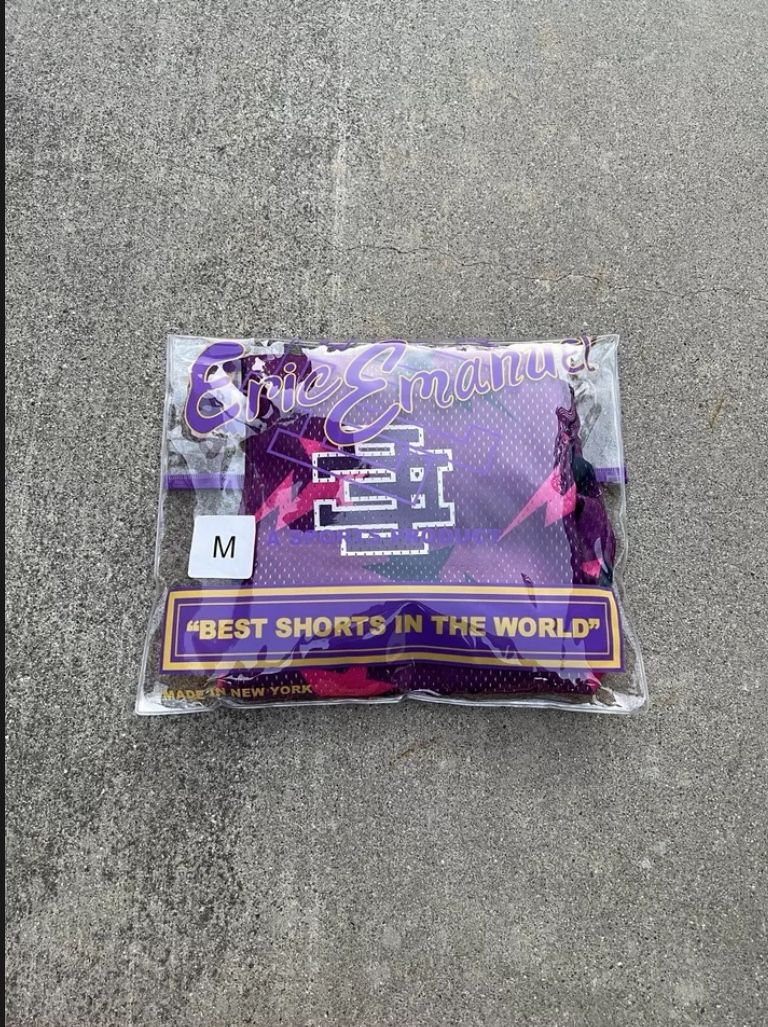 Eric Emanuel
EE
A SPORTS PRODUCT
M
“BEST SHORTS IN THE WORLD”
MADE IN NEW YORK